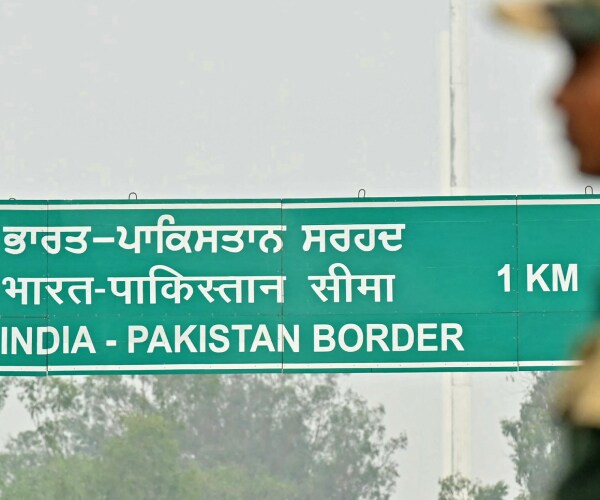 ਭਾਰਤ–ਪਾਕਿਸਤਾਨ ਸਰਹਦ
भारत-पाकिस्तान सीमा 1 KM
INDIA - PAKISTAN BORDER